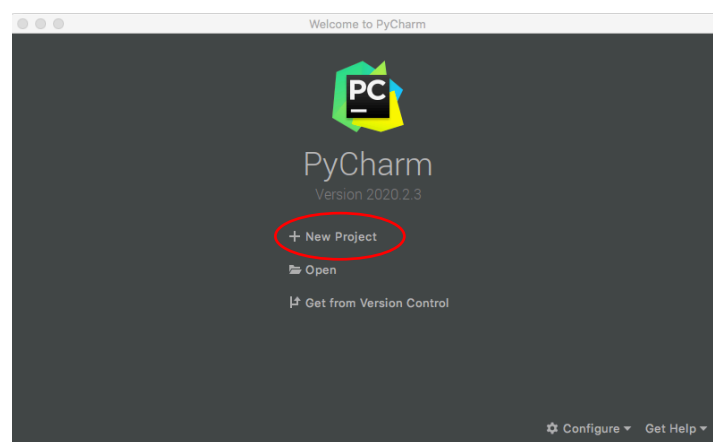 Welcome to PyCharm
PC
PyCharm
Version 2020.2.3
New Project
Open
Get from Version Control
Configure Get Help